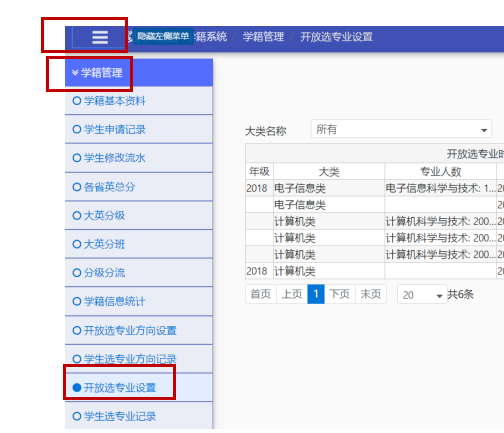 隐藏左侧菜单 学籍系统 / 学籍管理 / 开放选专业设置
学籍管理
学籍基本资料
学生申请记录
学生修改流水
各省英总分
大英分级
大英分班
分级分流
学籍信息统计
开放选专业方向设置
学生选专业方向记录
开放选专业设置
学生选专业记录
大类名称 所有
开放选专业时
年级 大类 专业人数
2018 电子信息类 电子信息科学与技术: 1...
电子信息类
计算机类 计算机科学与技术: 200...
计算机类 计算机科学与技术: 200...
计算机类 计算机科学与技术: 200...
2018 计算机类
首页 上页 1 下页 末页 20 共6条